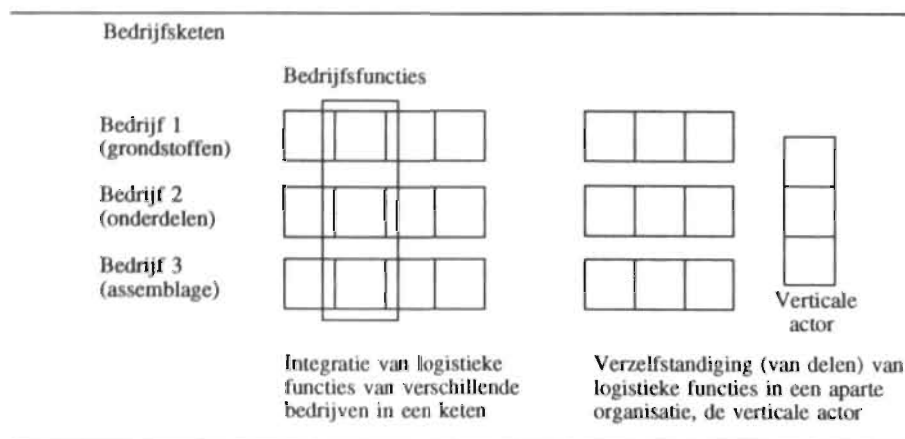 Bedrijfsketen
Bedrijfsfuncties
Bedrijf 1
(grondstoffen)
Bedrijf 2
(onderdelen)
Bedrijf 3
(assemblage)
Verticale
actor
Integratie van logistieke
functies van verschillende
bedrijven in een keten
Verzelfstandiging (van delen) van
logistieke functies in een aparte
organisatie, de verticale actor